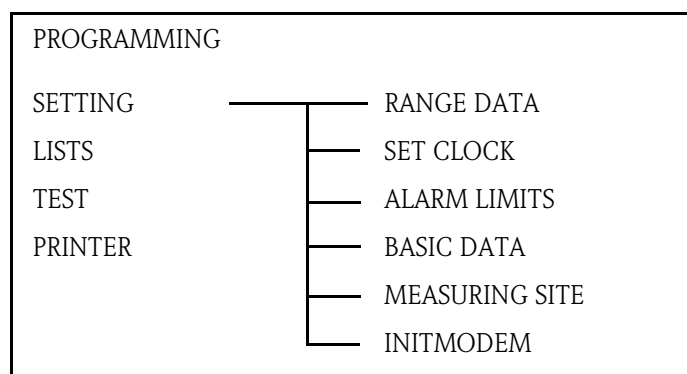 PROGRAMMING
SETTING RANGE DATA
LISTS SET CLOCK
TEST ALARM LIMITS
PRINTER BASIC DATA
MEASURING SITE
INITMODEM